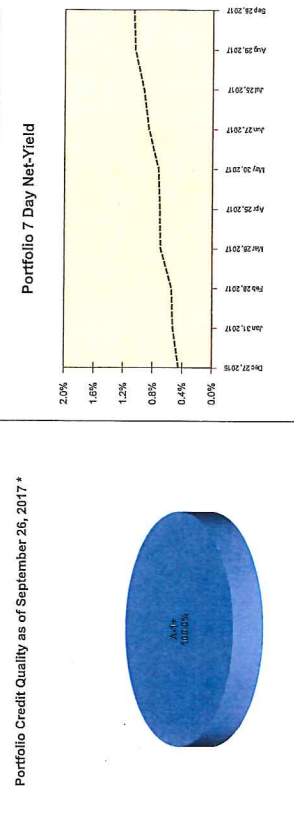 Portfolio Credit Quality as of September 26, 2017 *
A-1+
100.0%
Portfolio 7 Day Net-Yield
2.0%
1.6%
1.2%
0.8%
0.4%
0.0%
Dec 27, 2016
Jan 31, 2017
Feb 28, 2017
Mar 28, 2017
Apr 25, 2017
May 30, 2017
Jun 27, 2017
Jul 25, 2017
Aug 29, 2017
Sep 26, 2017